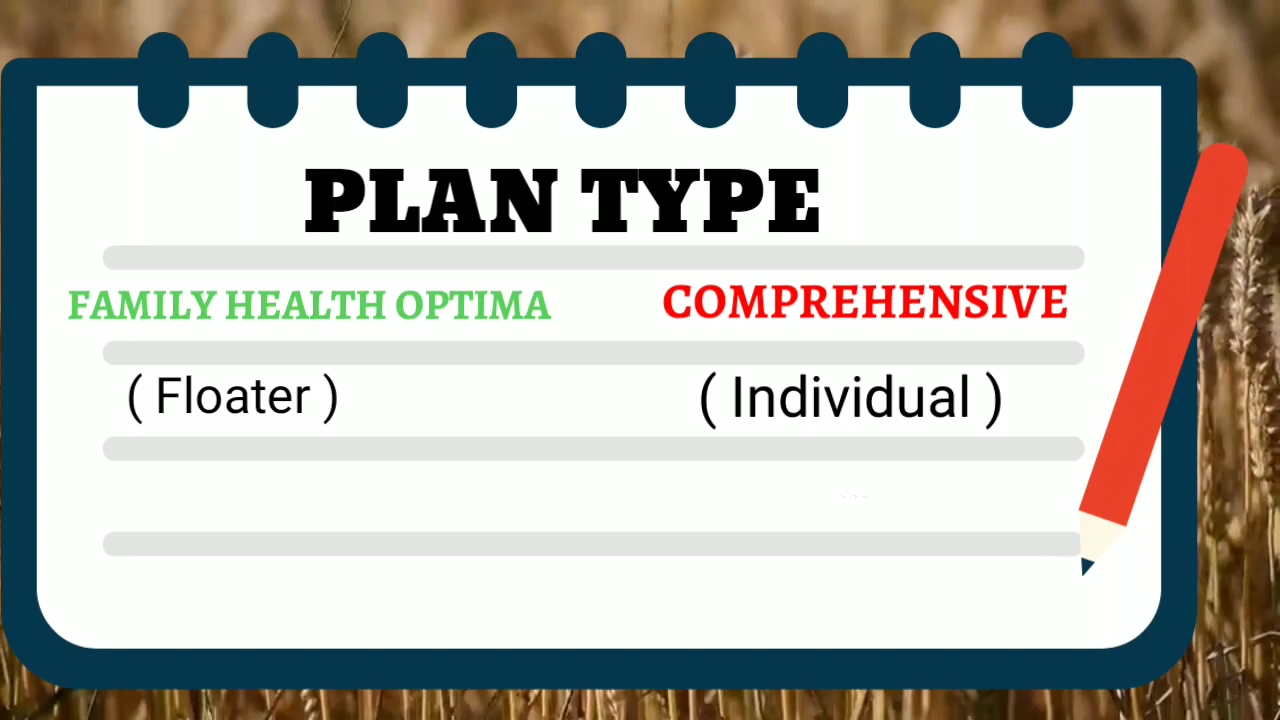 PLAN TYPE
FAMILY HEALTH OPTIMA
COMPREHENSIVE
( Floater )
( Individual )